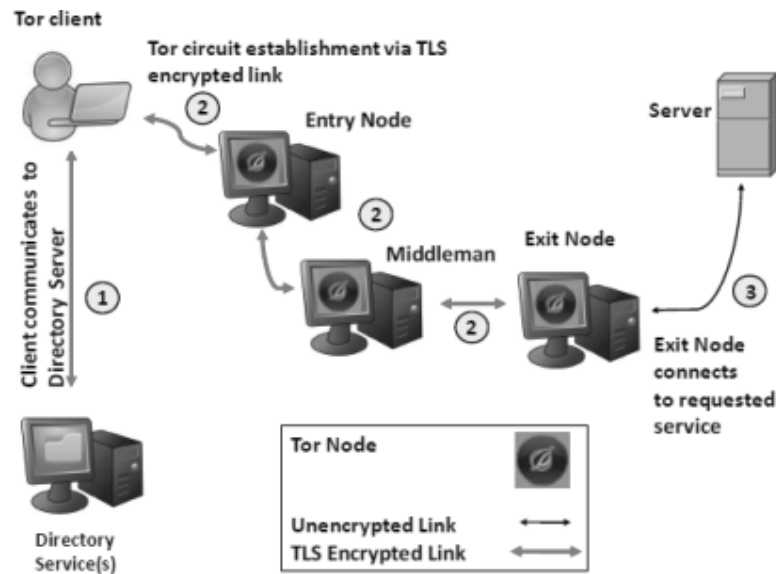 Tor client
Tor circuit establishment via TLS
encrypted link
2
Entry Node
Server
2
Client communicates to
Directory Server
1
Middleman
Exit Node
2
3
Exit Node
connects
to requested
service
Directory
Service(s)
Tor Node
Unencrypted Link
TLS Encrypted Link